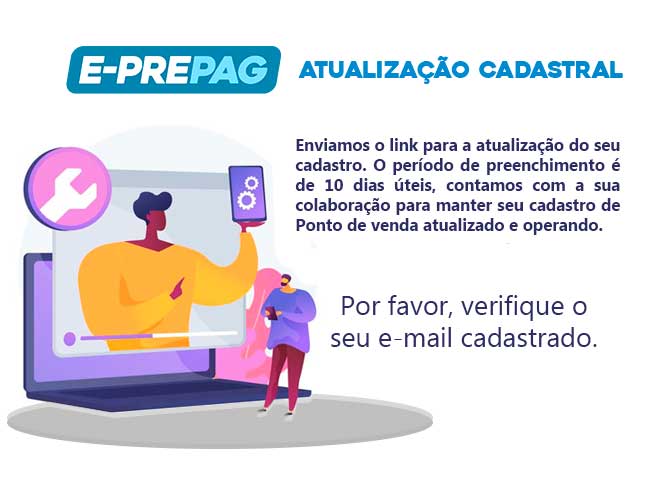 E-PREPAG ATUALIZAÇÃO CADASTRAL
Enviamos o link para a atualização do seu
cadastro. O período de preenchimento é
de 10 dias úteis, contamos com a sua
colaboração para manter seu cadastro de
Ponto de venda atualizado e operando.
Por favor, verifique o
seu e-mail cadastrado.